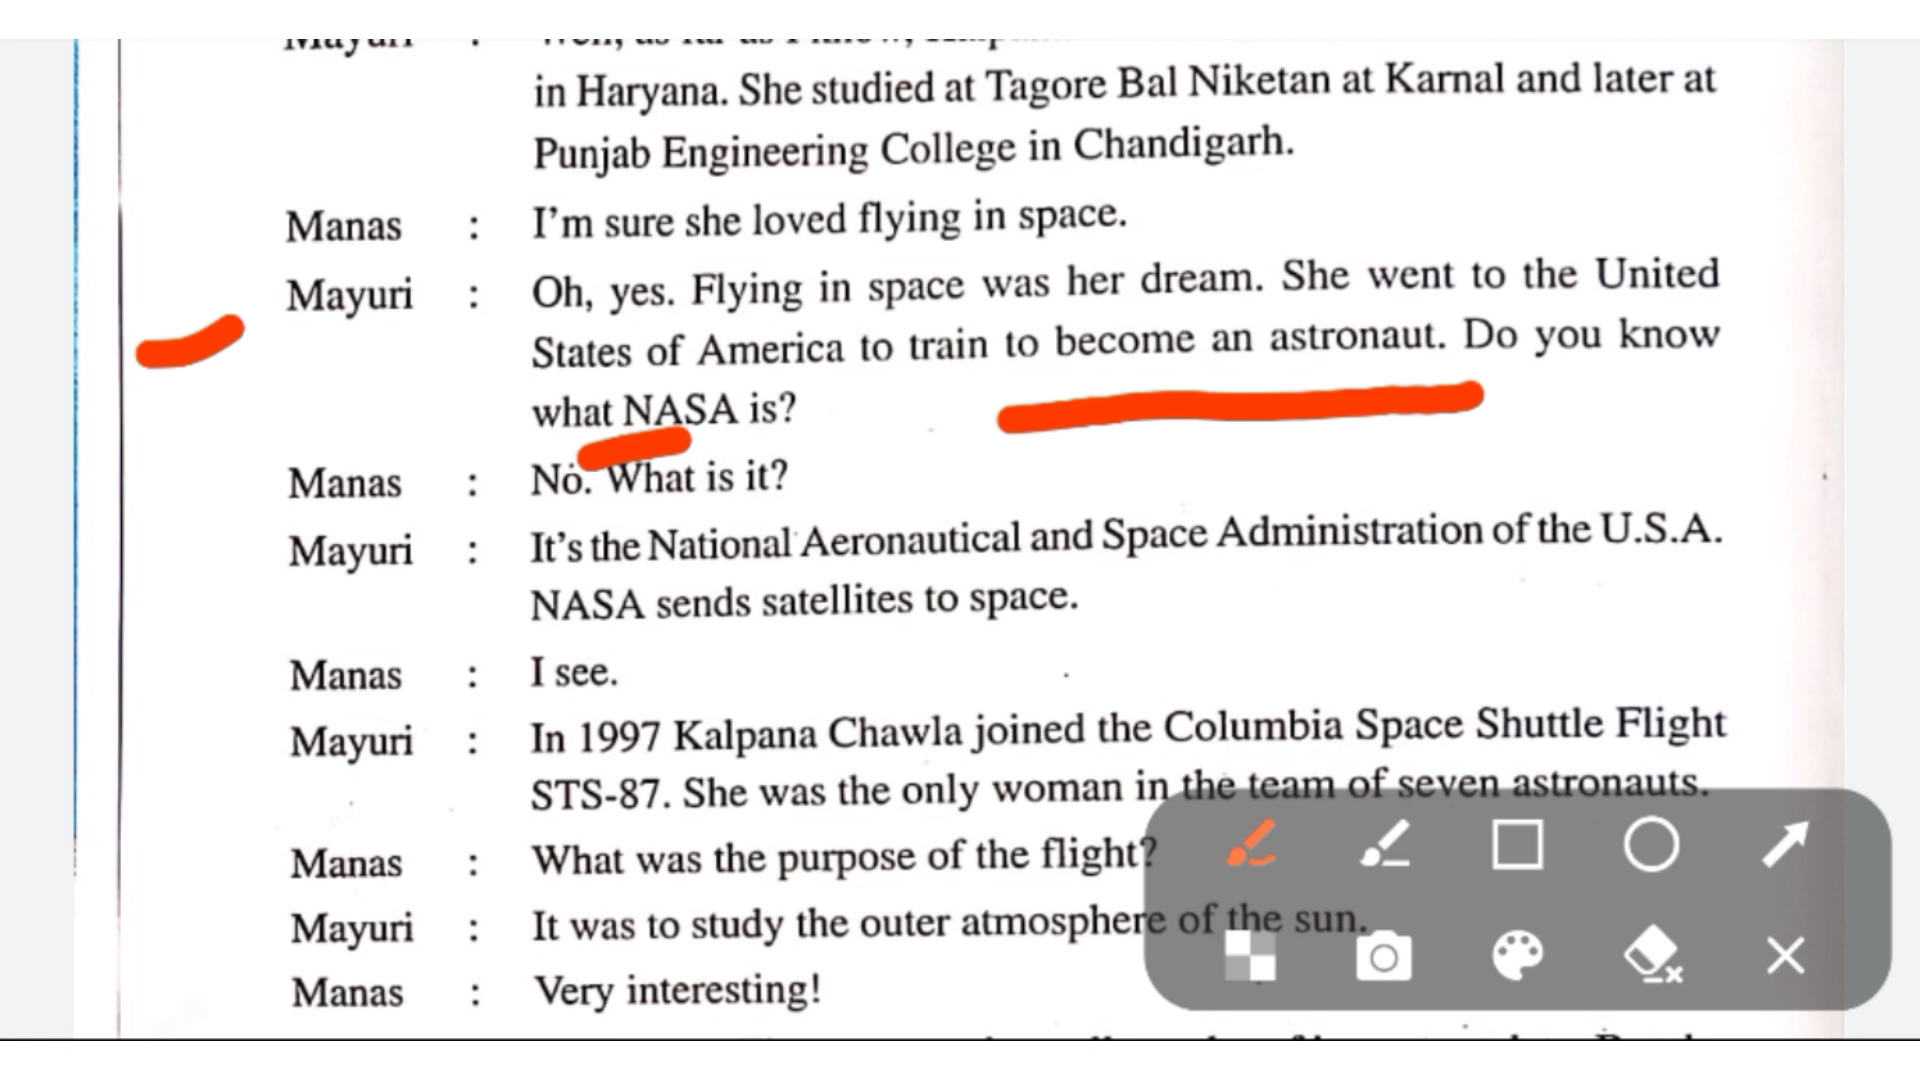 Mayuri : Well, as far as I know,
in Haryana. She studied at Tagore Bal Niketan at Karnal and later at
Punjab Engineering College in Chandigarh.
Manas : I'm sure she loved flying in space.
Mayuri : Oh, yes. Flying in space was her dream. She went to the United
States of America to train to become an astronaut. Do you know
what NASA is?
Manas : No. What is it?
Mayuri : It's the National Aeronautical and Space Administration of the U.S.A.
NASA sends satellites to space.
Manas : I see.
Mayuri : In 1997 Kalpana Chawla joined the Columbia Space Shuttle Flight
STS-87. She was the only woman in the team of seven astronauts.
Manas : What was the purpose of the flight?
Mayuri : It was to study the outer atmosphere of the sun.
Manas : Very interesting!